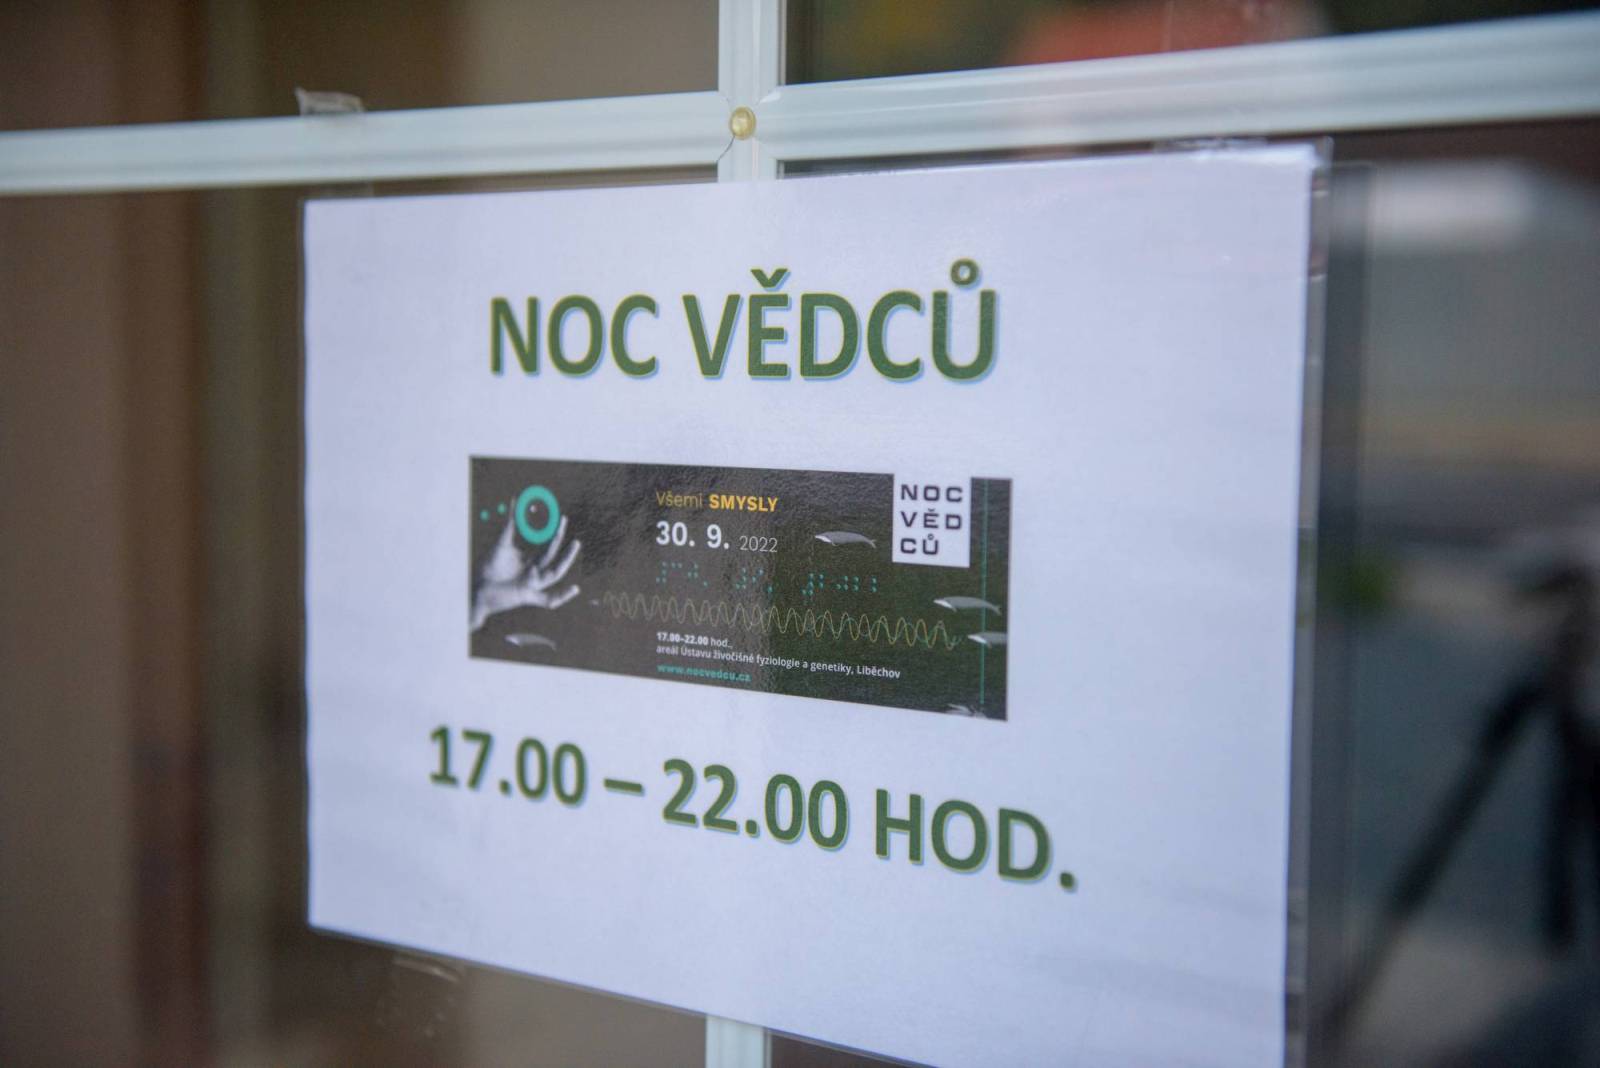 NOC VĚDCŮ
Všemi SMYSLY
30. 9. 2022
NOC
VĚD
CŮ
17.00–22.00 hod.,
areál Ústavu živočišné fyziologie a genetiky, Liběchov
www.nocvedcu.cz
17.00 – 22.00 HOD.